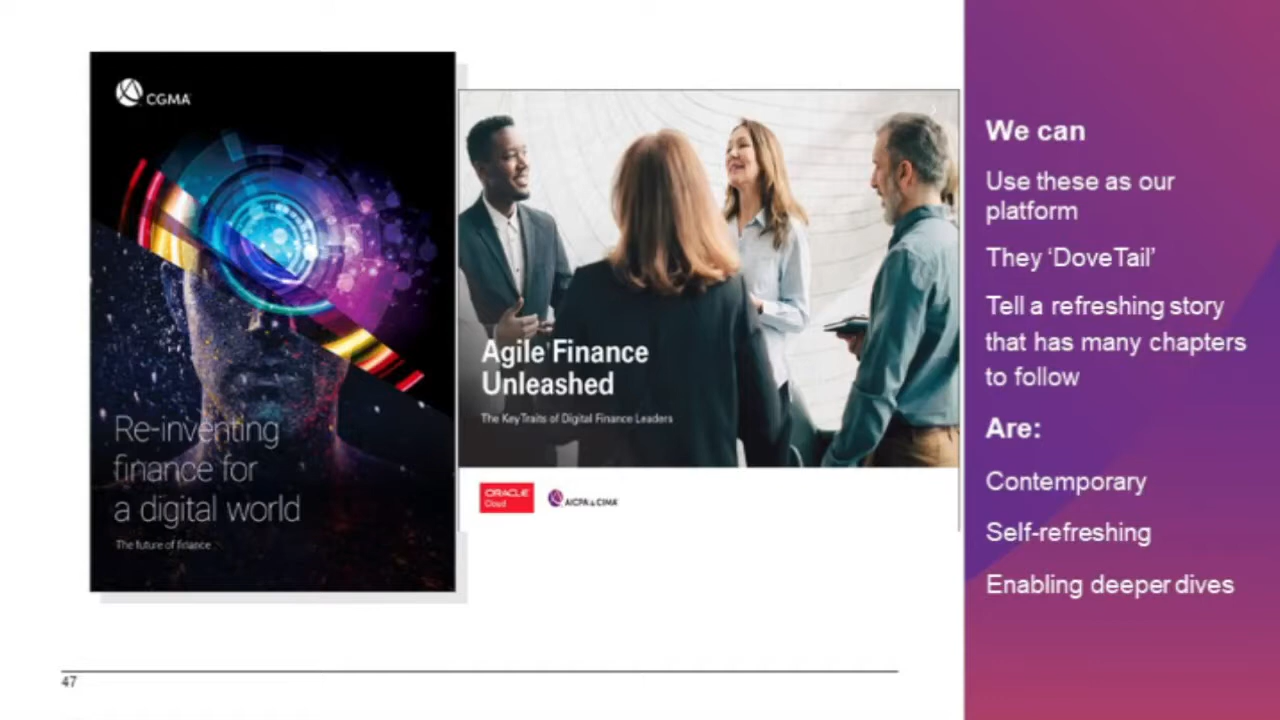 CGMA
Re-inventing
finance for
a digital world
The future of finance
Agile Finance
Unleashed
The Key Traits of Digital Finance Leaders
ORACLE
Cloud
AICPA & CIMA
We can
Use these as our
platform
They ‘DoveTail’
Tell a refreshing story
that has many chapters
to follow
Are:
Contemporary
Self-refreshing
Enabling deeper dives
47